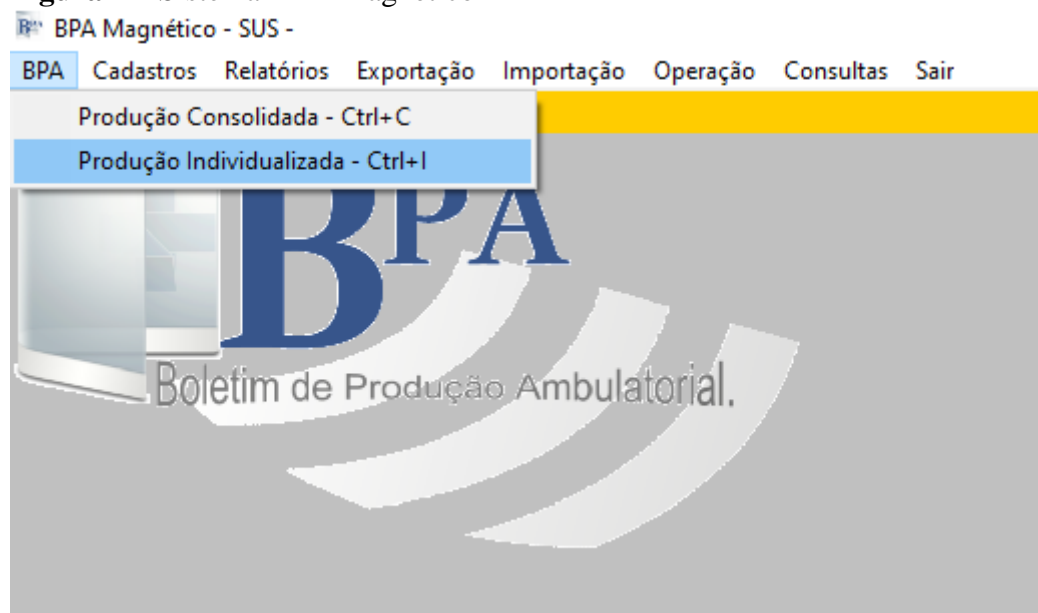 BPA Magnético - SUS -
BPA Cadastros Relatórios Exportação Importação Operação Consultas Sair
Produção Consolidada - Ctrl+C
Produção Individualizada - Ctrl+I
BPA
Boletim de Produção Ambulatorial.